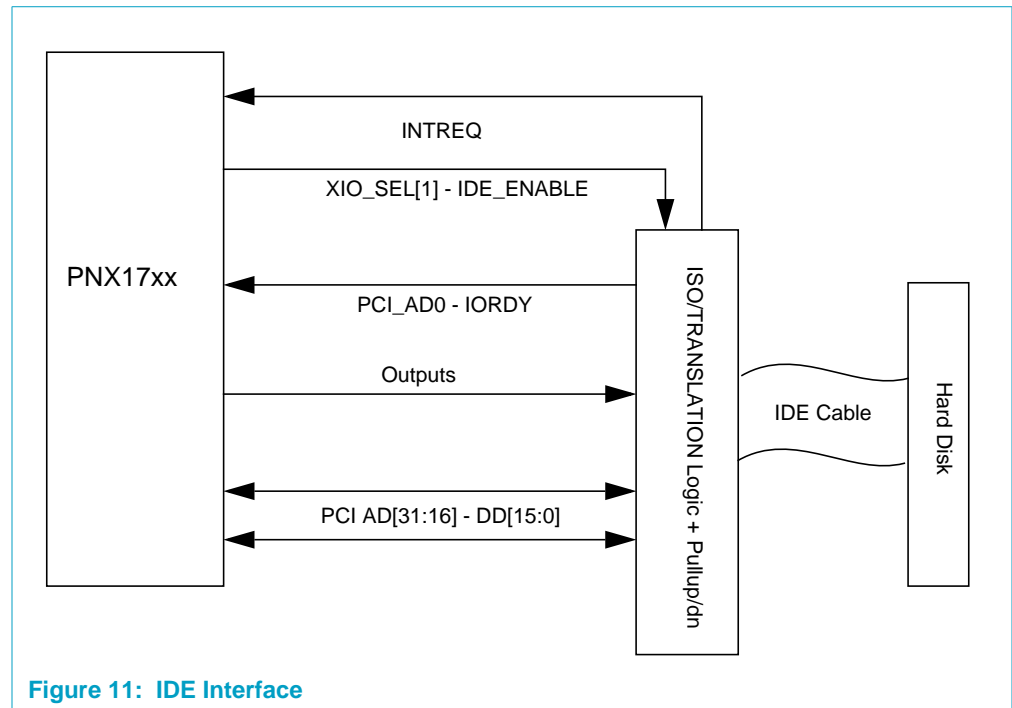 INTREQ
XIO_SEL[1] - IDE_ENABLE
PNX17xx
PCI_AD0 - IORDY
Outputs
PCI AD[31:16] - DD[15:0]
ISO/TRANSLATION Logic + Pullup/dn
IDE Cable
Hard Disk
Figure 11: IDE Interface